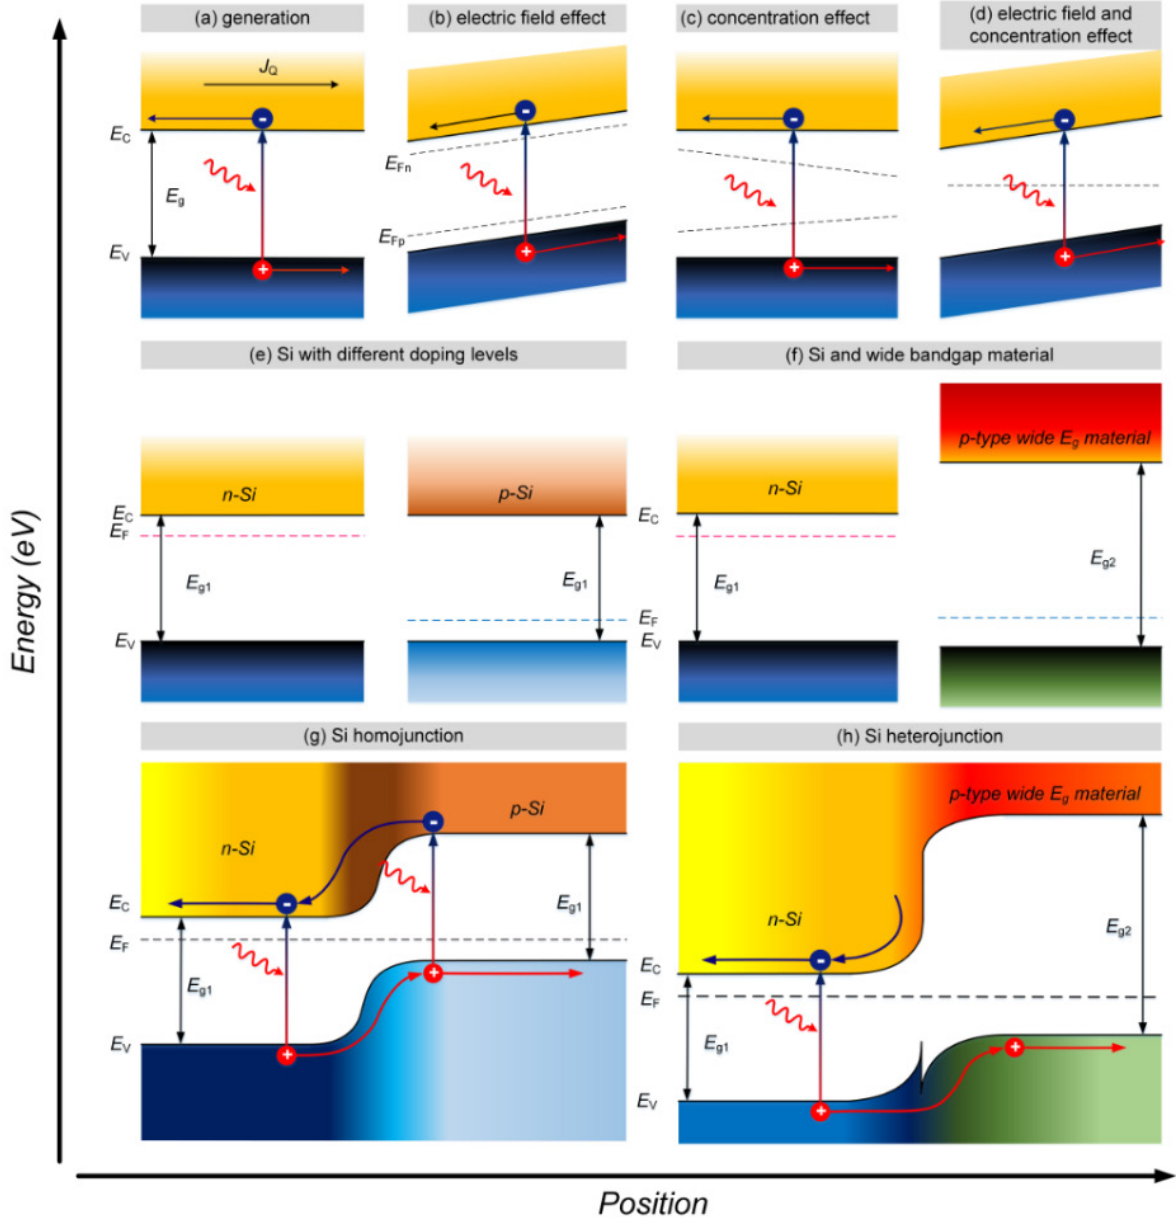 (a) generation
(b) electric field effect
(c) concentration effect
(d) electric field and
concentration effect
J_Q
-
-
-
-
E_C
E_Fn
E_g
E_Fp
E_V
+
+
+
+
(e) Si with different doping levels
(f) Si and wide bandgap material
p-type wide E_g material
n-Si
p-Si
n-Si
E_C
E_F
E_C
E_g1
E_g1
E_g1
E_g2
E_F
E_V
E_V
Energy (eV)
(g) Si homojunction
(h) Si heterojunction
p-type wide E_g material
p-Si
-
n-Si
-
E_C
E_g1
E_F
n-Si
E_g2
-
E_C
+
E_g1
E_F
E_g1
E_V
+
+
E_V
+
Position